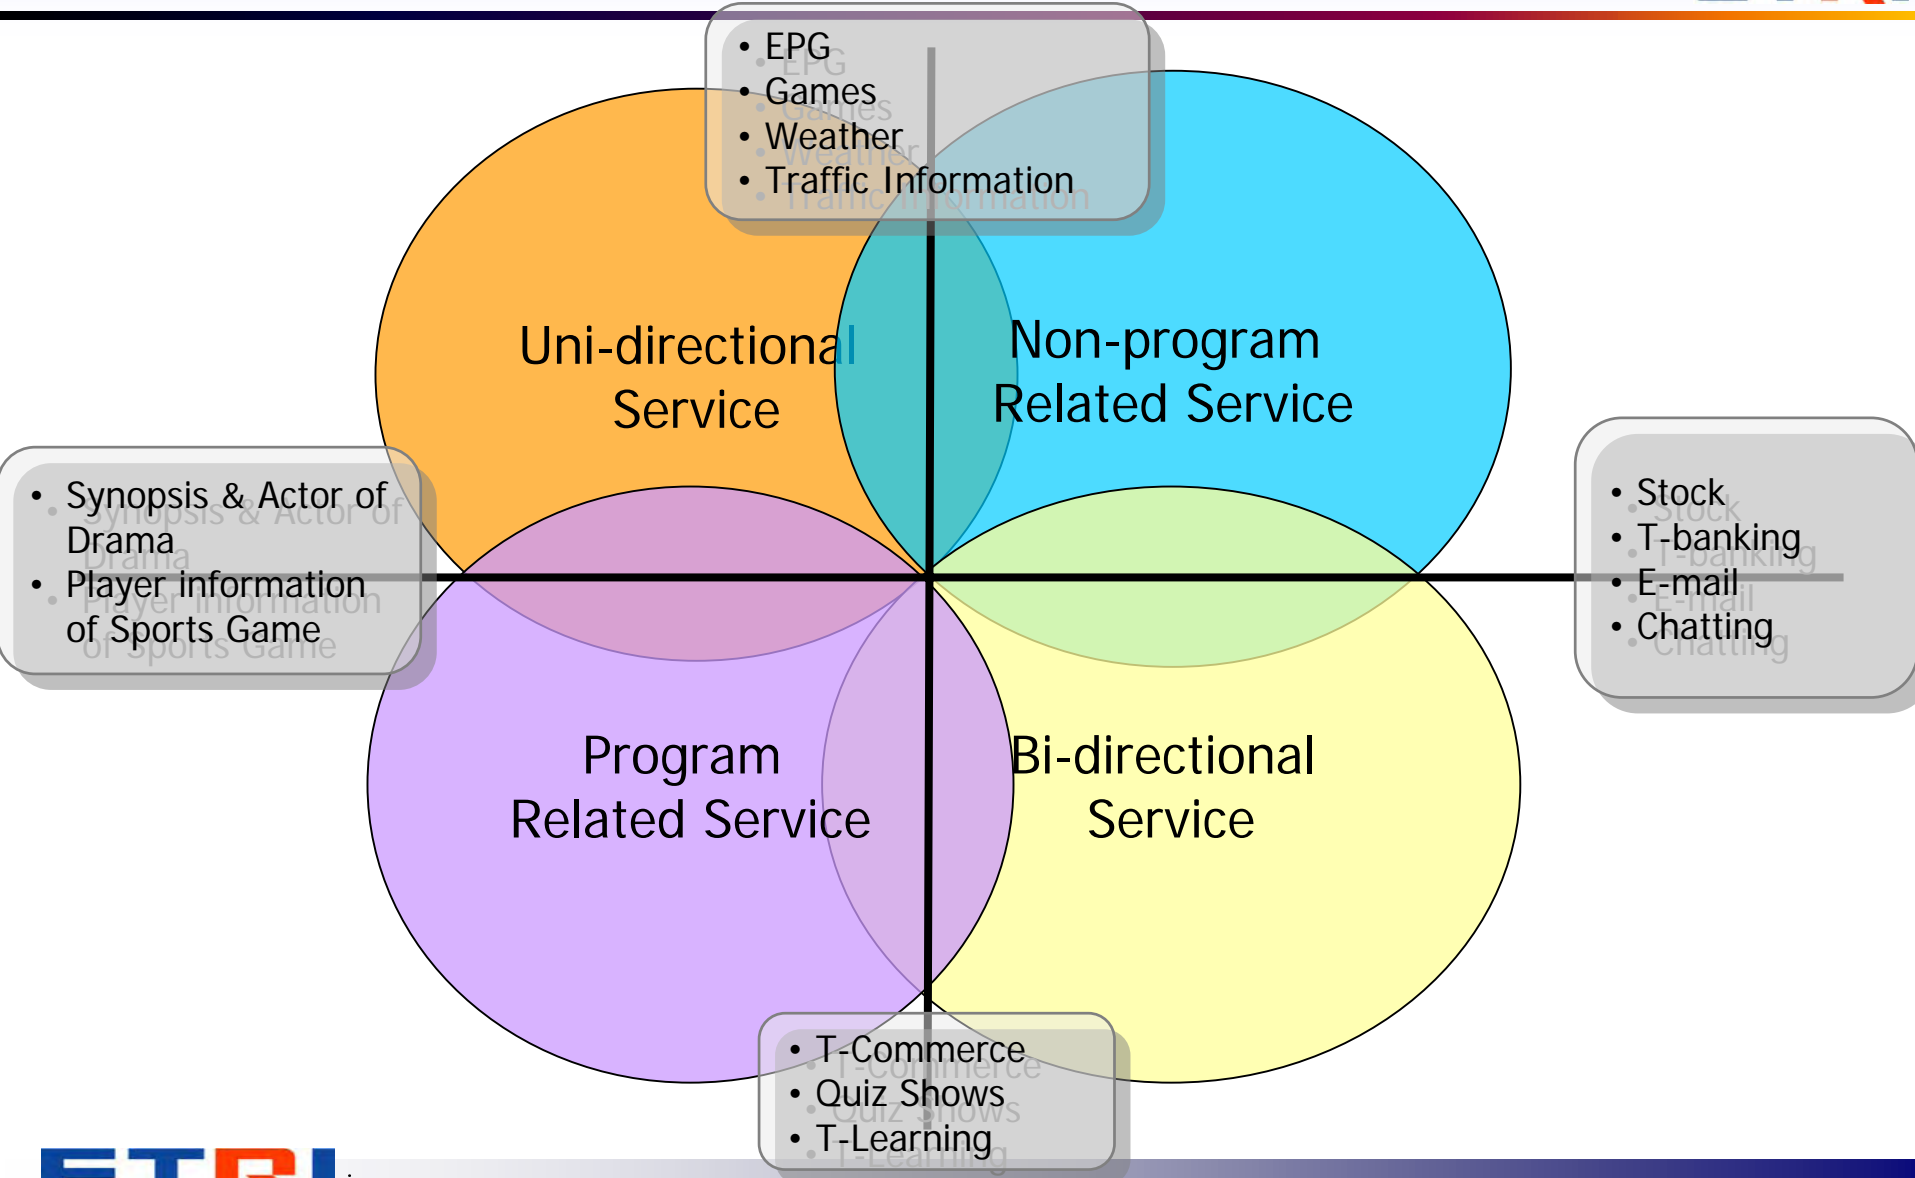 • EPG
• Games
• Weather
• Traffic Information
Uni-directional
Service
Non-program
Related Service
• Synopsis & Actor of
Drama
• Player information
of Sports Game
• Stock
• T-banking
• E-mail
• Chatting
Program
Related Service
Bi-directional
Service
• T-Commerce
• Quiz Shows
• T-Learning
ETRI